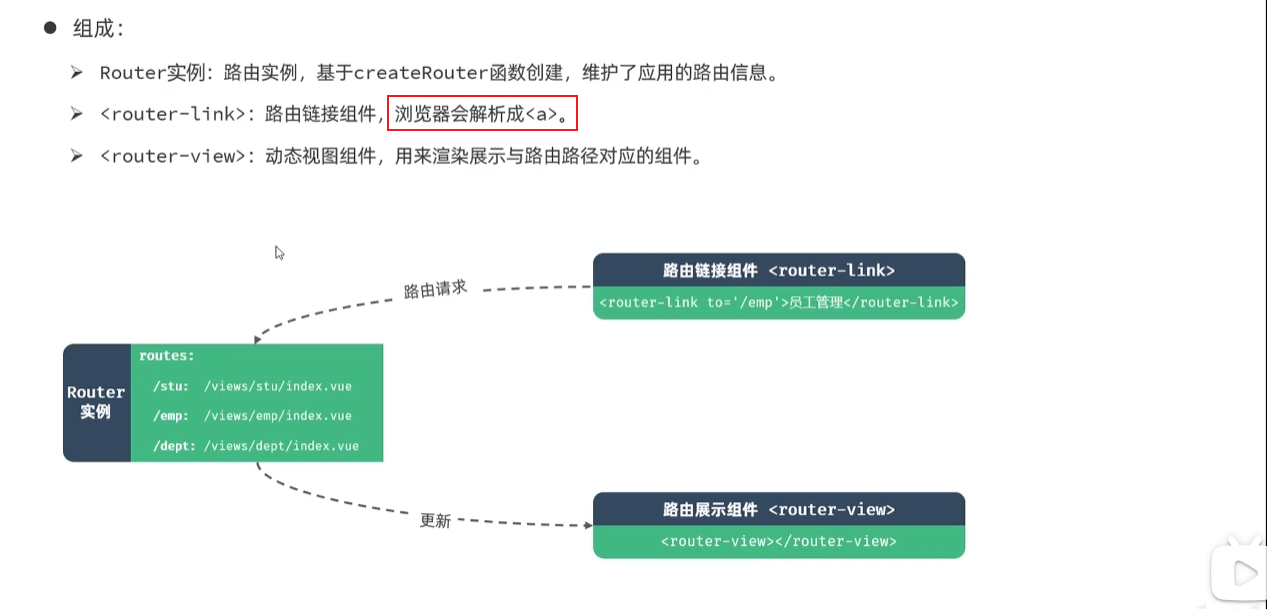 组成：
Router实例：路由实例，基于createRouter函数创建，维护了应用的路由信息。
<router-link>：路由链接组件，浏览器会解析成<a>。
<router-view>：动态视图组件，用来渲染展示与路由路径对应的组件。
路由链接组件 <router-link>
<router-link to='/emp'>员工管理</router-link>
路由请求
Router
实例
routes:
/stu: /views/stu/index.vue
/emp: /views/emp/index.vue
/dept: /views/dept/index.vue
更新
路由展示组件 <router-view>
<router-view></router-view>